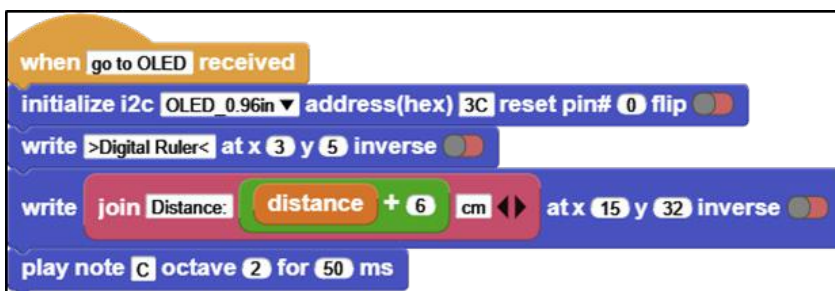 when go to OLED received
initialize i2c OLED_0.96in address(hex) 3C reset pin# 0 flip
write >Digital Ruler< at x 3 y 5 inverse
write join Distance: distance + 6 cm at x 15 y 32 inverse
play note C octave 2 for 50 ms